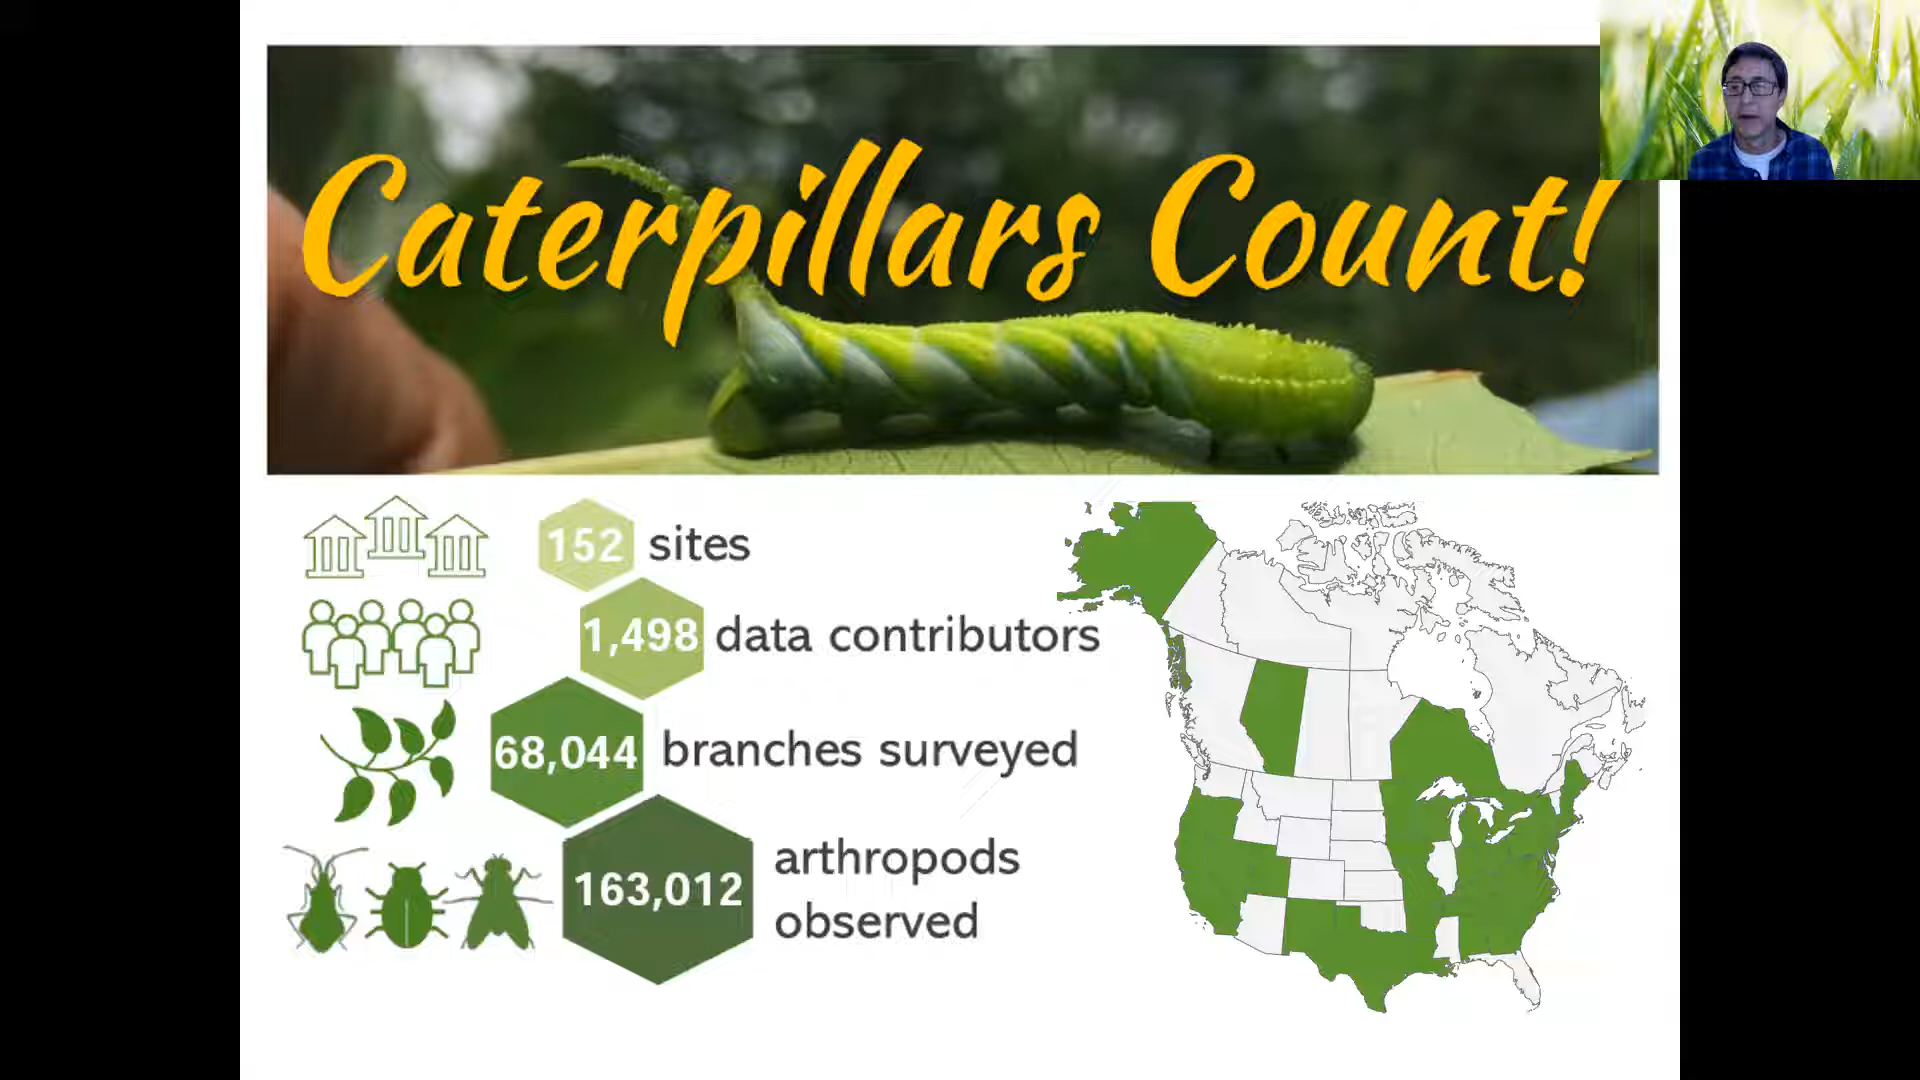 Caterpillars Count!
152 sites
1,498 data contributors
68,044 branches surveyed
163,012 arthropods
observed